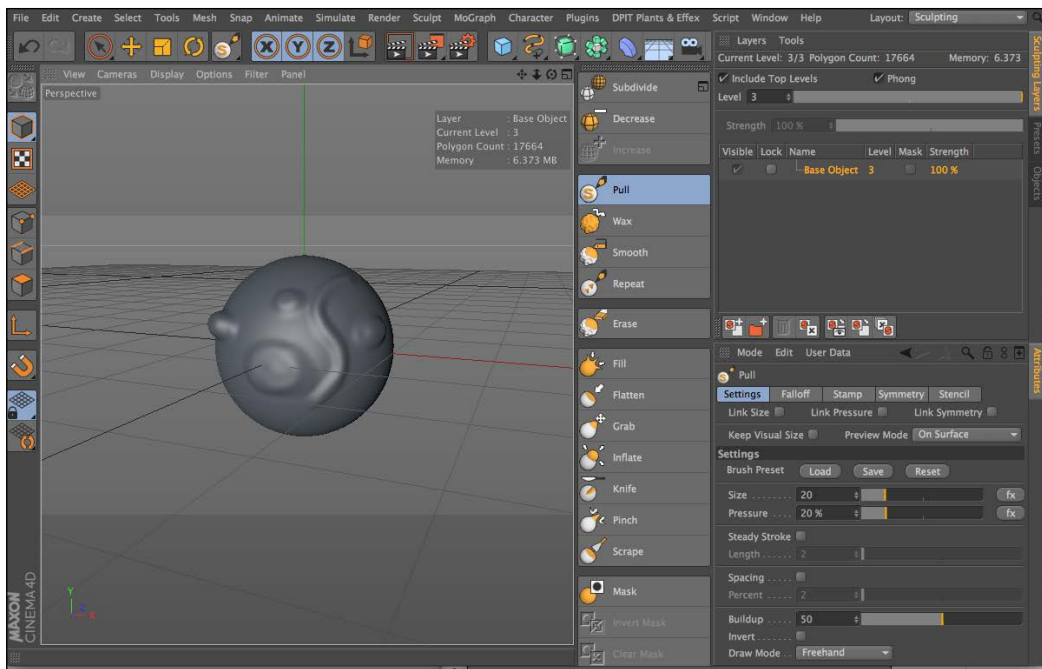 File Edit Create Select Tools Mesh Snap Animate Simulate Render Sculpt MoGraph Character Plugins DPIT Plants & Effex Script Window Help Layout: Sculpting
X Y Z
View Cameras Display Options Filter Panel
Perspective
Layer : Base Object
Current Level : 3
Polygon Count : 17664
Memory : 6.373 MB
Y
Z
X
MAXON
CINEMA 4D
Subdivide
Decrease
Increase
Pull
Wax
Smooth
Repeat
Erase
Fill
Flatten
Grab
Inflate
Knife
Pinch
Scrape
Mask
Invert Mask
Clear Mask
Layers Tools
Current Level: 3/3 Polygon Count: 17664 Memory: 6.373
Include Top Levels Phong
Level 3
Strength 100 %
Visible Lock Name Level Mask Strength
Base Object 3 100 %
Sculpting Layers
Presets
Objects
Mode Edit User Data
Pull
Settings Falloff Stamp Symmetry Stencil
Link Size Link Pressure Link Symmetry
Keep Visual Size Preview Mode On Surface
Settings
Brush Preset Load Save Reset
Size ....... 20 fx
Pressure .... 20 % fx
Steady Stroke
Length ...... 2
Spacing .....
Percent ..... 2
Buildup ..... 50
Invert .......
Draw Mode .. Freehand
Attributes